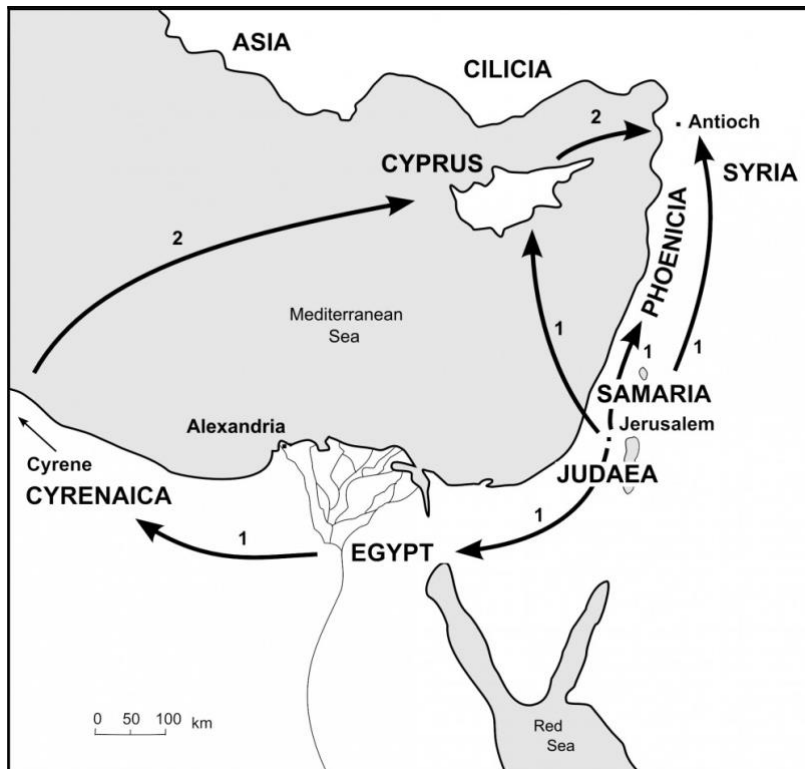 ASIA
CILICIA
2
Antioch
CYPRUS
SYRIA
PHOENICIA
2
Mediterranean
Sea
1
1
1
SAMARIA
Alexandria
Jerusalem
Cyrene
JUDAEA
CYRENAICA
1
1
EGYPT
0 50 100 km
Red
Sea